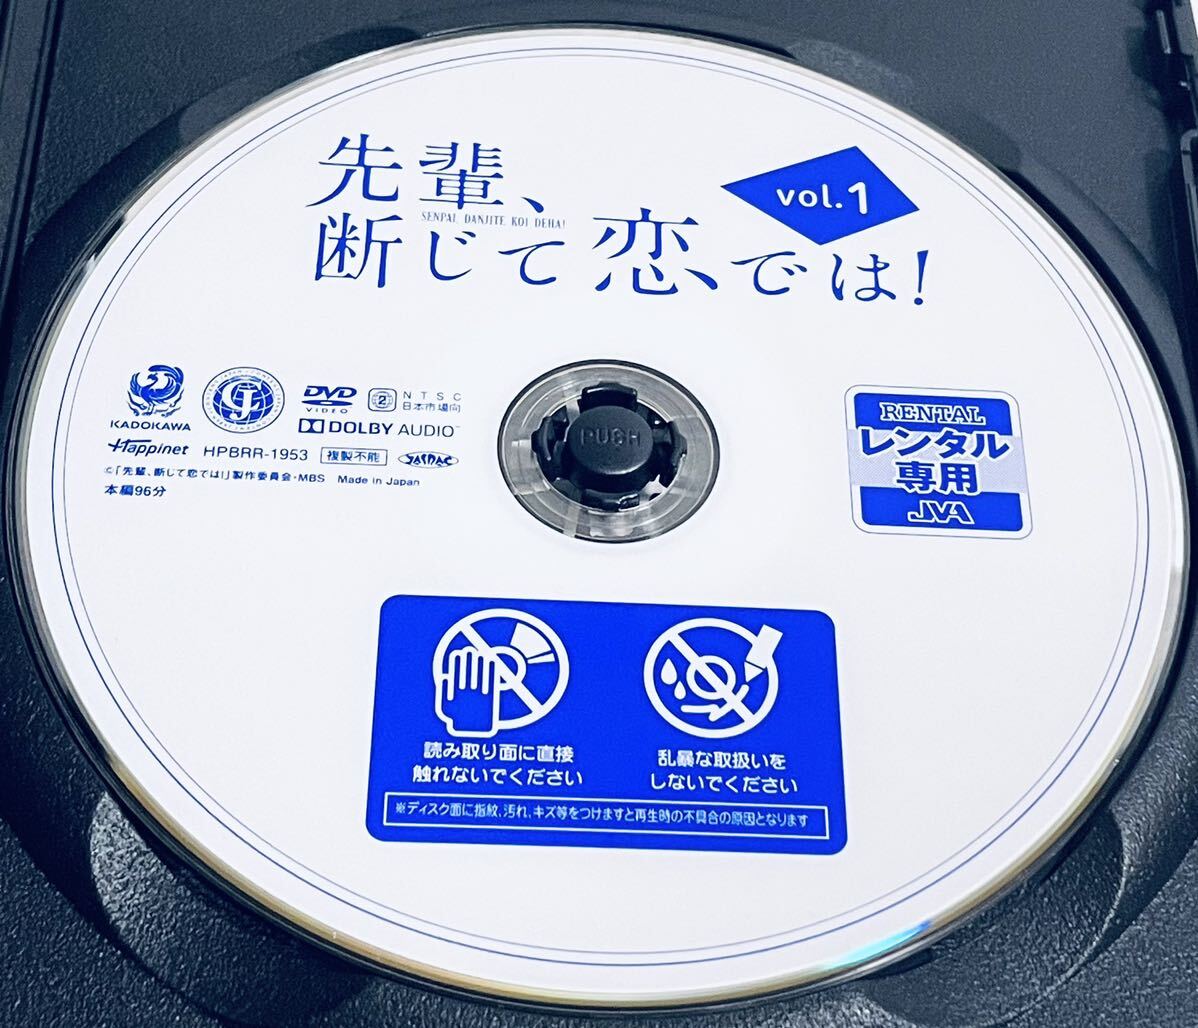 先輩、
SENPAI, DANJITE KOI DEHA!
断じて恋、では!
vol.1
KADOKAWA
DVD
VIDEO
2
NTSC
日本市場向
DOLBY AUDIO
Happinet
HPBRR-1953
複製不能
JASRAC
©「先輩、断じて恋では!」製作委員会・MBS Made in Japan
本編96分
PUSH
RENTAL
レンタル
専用
JVA
読み取り面に直接
触れないでください
乱暴な取扱いを
しないでください
※ディスク面に指紋、汚れ、キズ等をつけますと再生時の不具合の原因となります